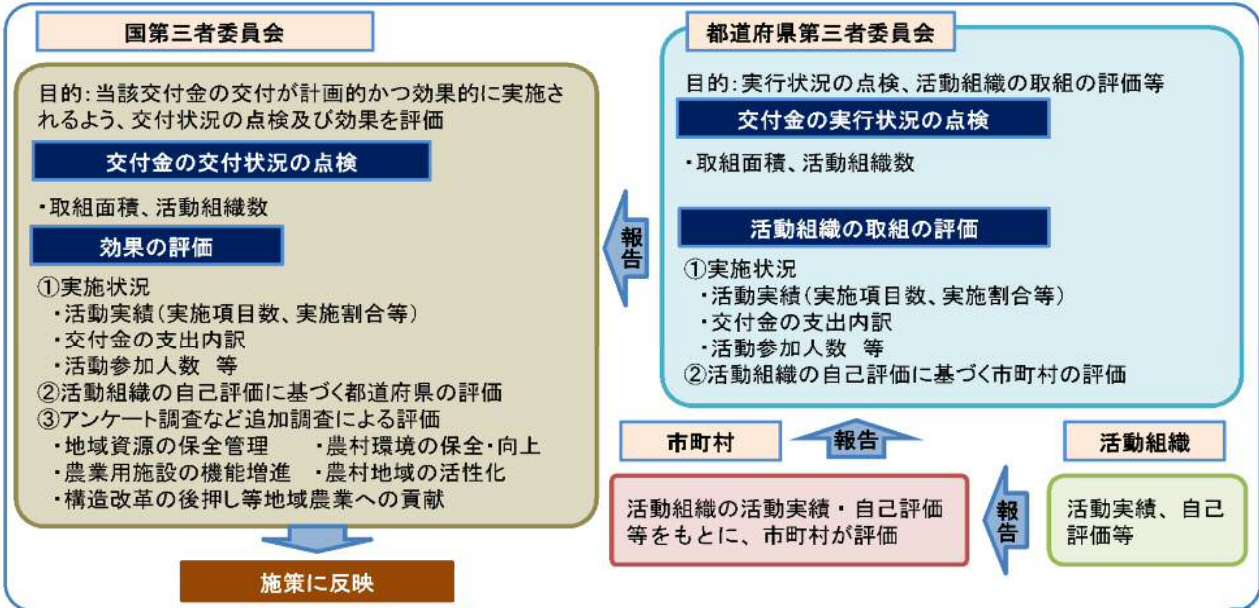 国第三者委員会
目的：当該交付金の交付が計画的かつ効果的に実施さ
れるよう、交付状況の点検及び効果を評価
交付金の交付状況の点検
・取組面積、活動組織数
効果の評価
①実施状況
・活動実績（実施項目数、実施割合等）
・交付金の支出内訳
・活動参加人数 等
②活動組織の自己評価に基づく都道府県の評価
③アンケート調査など追加調査による評価
・地域資源の保全管理 ・農村環境の保全・向上
・農業用施設の機能増進 ・農村地域の活性化
・構造改革の後押し等地域農業への貢献
施策に反映
報告
都道府県第三者委員会
目的：実行状況の点検、活動組織の取組の評価等
交付金の実行状況の点検
・取組面積、活動組織数
活動組織の取組の評価
①実施状況
・活動実績（実施項目数、実施割合等）
・交付金の支出内訳
・活動参加人数 等
②活動組織の自己評価に基づく市町村の評価
市町村
報告
活動組織
活動組織の活動実績・自己評価
等をもとに、市町村が評価
報告
活動実績、自己
評価等